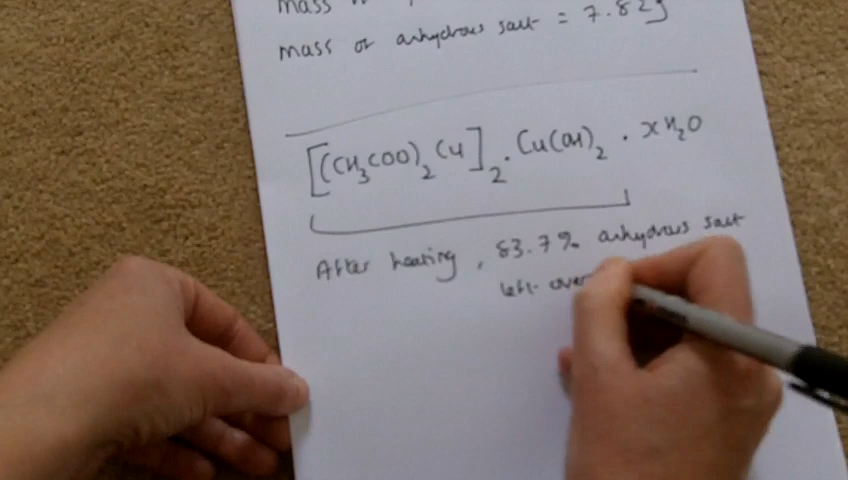 mass
mass of anhydrous salt = 7.82g
[(CH₃COO)₂Cu]₂·Cu(OH)₂·xH₂O
After heating, 83.7% anhydrous salt
left over